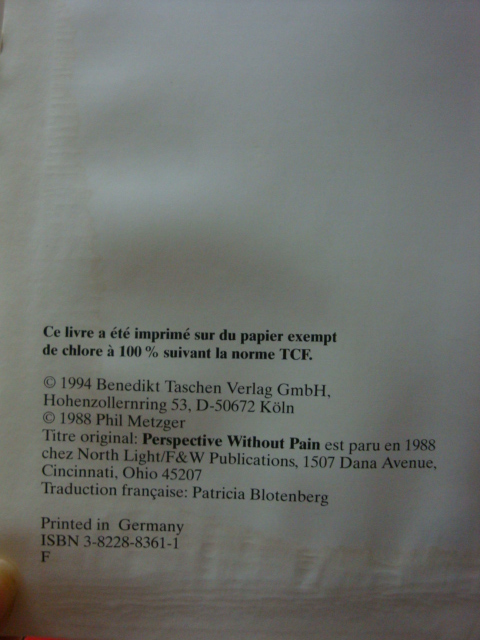 Ce livre a été imprimé sur du papier exempt
de chlore à 100 % suivant la norme TCF.
© 1994 Benedikt Taschen Verlag GmbH,
Hohenzollernring 53, D-50672 Köln
© 1988 Phil Metzger
Titre original: Perspective Without Pain est paru en 1988
chez North Light/F&W Publications, 1507 Dana Avenue,
Cincinnati, Ohio 45207
Traduction française: Patricia Blotenberg
Printed in Germany
ISBN 3-8228-8361-1
F